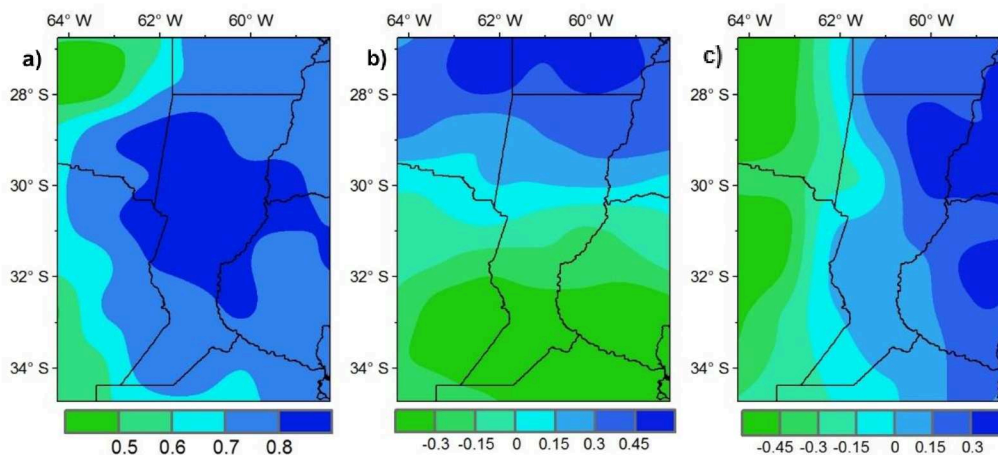 64° W 62° W 60° W 64° W 62° W 60° W 64° W 62° W 60° W
a) b) c)
28° S 28° S 28° S
30° S 30° S 30° S
32° S 32° S 32° S
34° S 34° S 34° S
0.5 0.6 0.7 0.8 -0.3 -0.15 0 0.15 0.3 0.45 -0.45 -0.3 -0.15 0 0.15 0.3